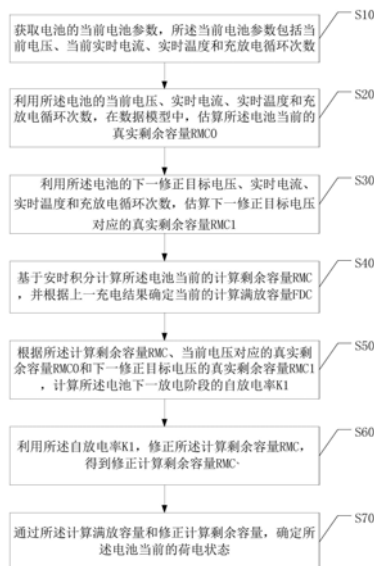 获取电池的当前电池参数，所述当前电池参数包括当
前电压、当前实时电流、实时温度和充放电循环次数
S10
利用所述电池的当前电压、实时电流、实时温度和充
放电循环次数，在数据模型中，估算所述电池当前的
真实剩余容量RMC0
S20
利用所述电池的下一修正目标电压、实时电流、
实时温度和充放电循环次数，估算下一修正目标电压
对应的真实剩余容量RMC1
S30
基于安时积分计算所述电池当前的计算剩余容量RMC
，并根据上一充电结果确定当前的计算满放容量FDC
S40
根据所述计算剩余容量RMC、当前电压对应的真实剩
余容量RMC0和下一修正目标电压的真实剩余容量RMC1
，计算所述电池下一放电阶段的自放电率K1
S50
利用所述自放电率K1，修正所述计算剩余容量RMC，
得到修正计算剩余容量RMC、
S60
通过所述计算满放容量和修正计算剩余容量，确定所
述电池当前的荷电状态
S70